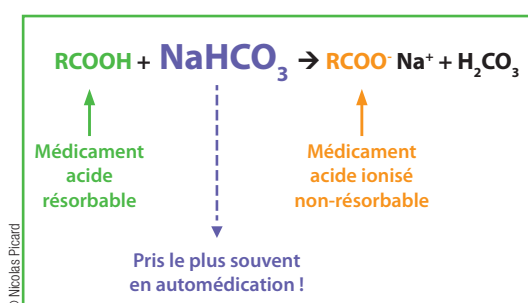 RCOOH + NaHCO₃ → RCOO⁻ Na⁺ + H₂CO₃
Médicament
acide
résorbable
Médicament
acide ionisé
non-résorbable
Pris le plus souvent
en automédication !
© Nicolas Picard